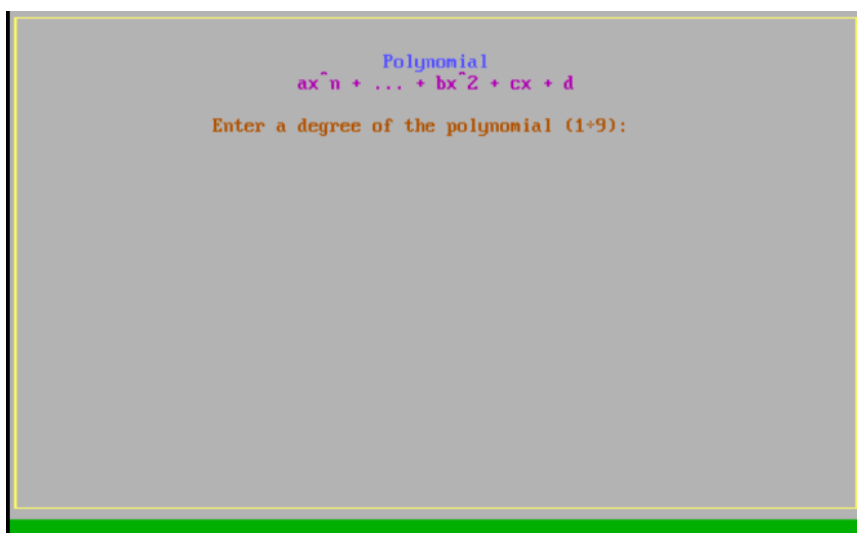 Polynomial
ax^n + ... + bx^2 + cx + d
Enter a degree of the polynomial (1÷9):